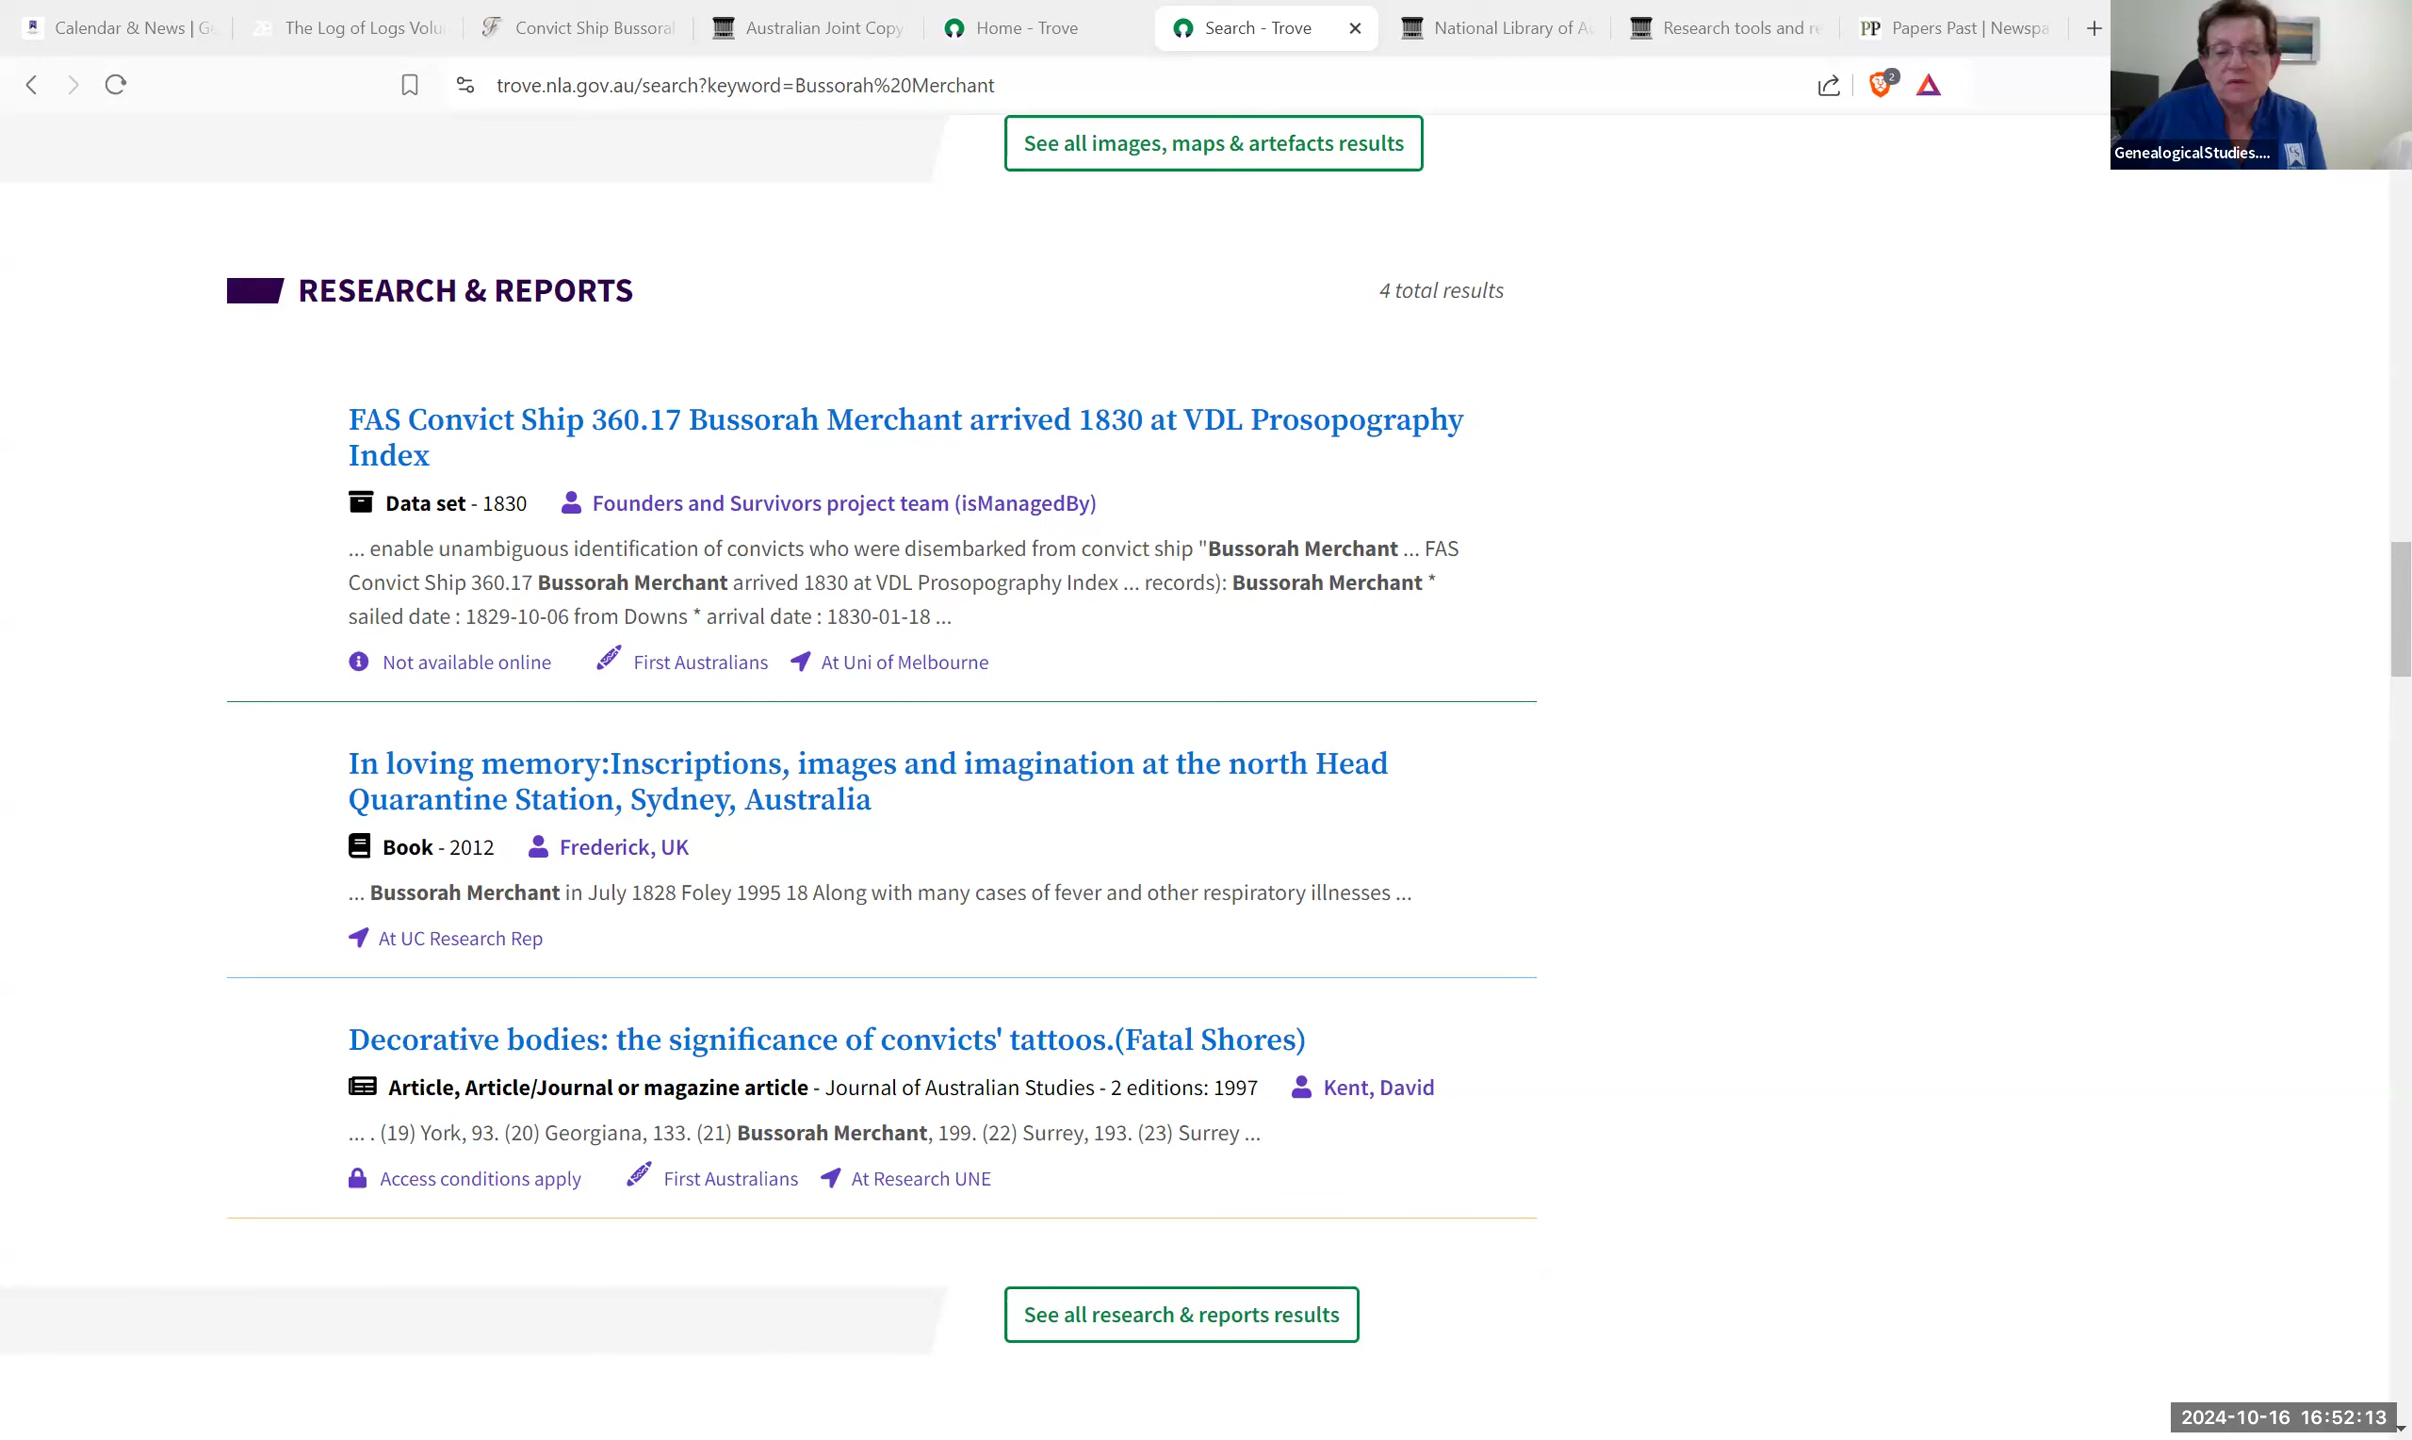 Calendar & News | G
The Log of Logs Volu
Convict Ship Bussoral
Australian Joint Copy
Home - Trove
Search - Trove
National Library of A
Research tools and re
PP Papers Past | Newspa
trove.nla.gov.au/search?keyword=Bussorah%20Merchant
2
GenealogicalStudies....
See all images, maps & artefacts results
RESEARCH & REPORTS
4 total results
FAS Convict Ship 360.17 Bussorah Merchant arrived 1830 at VDL Prosopography
Index
Data set - 1830 Founders and Survivors project team (isManagedBy)
... enable unambiguous identification of convicts who were disembarked from convict ship "Bussorah Merchant ... FAS
Convict Ship 360.17 Bussorah Merchant arrived 1830 at VDL Prosopography Index ... records): Bussorah Merchant *
sailed date : 1829-10-06 from Downs * arrival date : 1830-01-18 ...
Not available online First Australians At Uni of Melbourne
In loving memory:Inscriptions, images and imagination at the north Head
Quarantine Station, Sydney, Australia
Book - 2012 Frederick, UK
... Bussorah Merchant in July 1828 Foley 1995 18 Along with many cases of fever and other respiratory illnesses ...
At UC Research Rep
Decorative bodies: the significance of convicts' tattoos.(Fatal Shores)
Article, Article/Journal or magazine article - Journal of Australian Studies - 2 editions: 1997 Kent, David
... . (19) York, 93. (20) Georgiana, 133. (21) Bussorah Merchant, 199. (22) Surrey, 193. (23) Surrey ...
Access conditions apply First Australians At Research UNE
See all research & reports results
2024-10-16 16:52:13